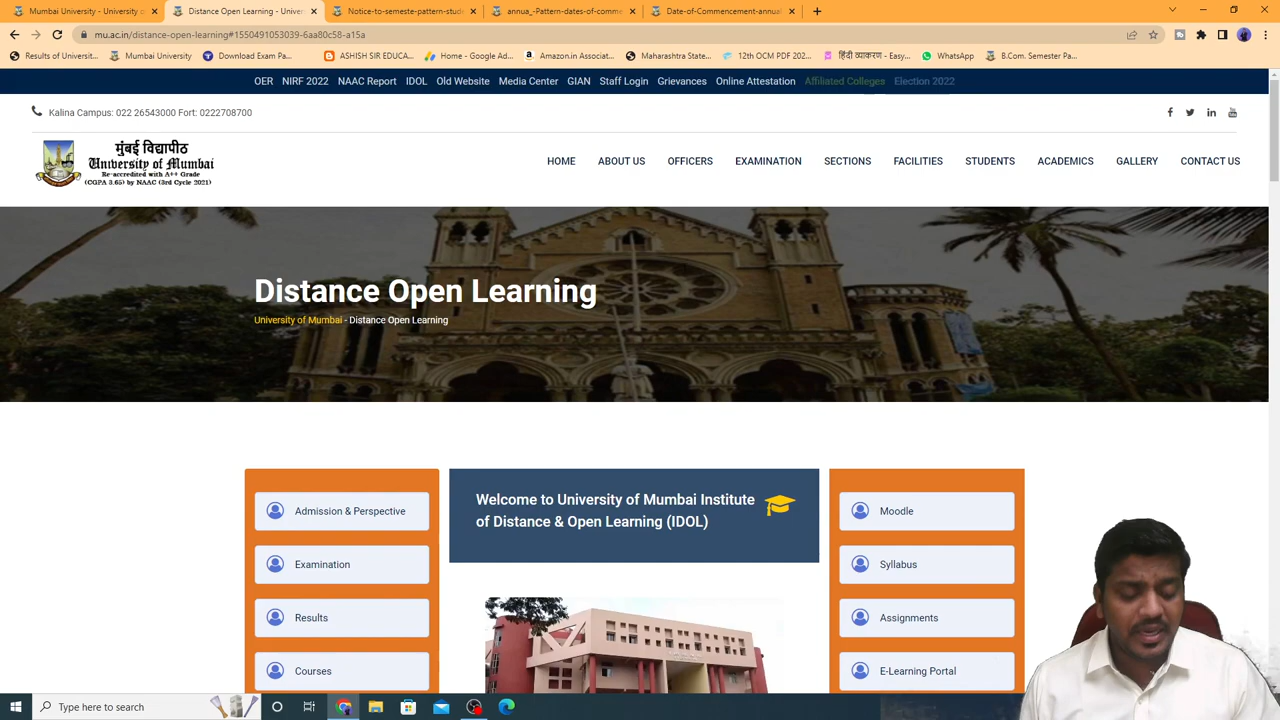 Mumbai University - University o
Distance Open Learning - Univers
Notice-to-semeste-pattern-stude
annua_-Pattern-dates-of-comme
Date-of-Commencement-annual
mu.ac.in/distance-open-learning#1550491053039-6aa80c58-a15a
Results of Universit...
Mumbai University
Download Exam Pa...
ASHISH SIR EDUCA...
Home - Google Ad...
Amazon.in Associat...
Maharashtra State...
12th OCM PDF 202...
हिंदी व्याकरण - Easy...
WhatsApp
B.Com. Semester Pa...
OER NIRF 2022 NAAC Report IDOL Old Website Media Center GIAN Staff Login Grievances Online Attestation Affiliated Colleges Election 2022
Kalina Campus: 022 26543000 Fort: 0222708700
मुंबई विद्यापीठ
University of Mumbai
Re-accredited with A++ Grade
(CGPA 3.65) by NAAC (3rd Cycle 2021)
HOME ABOUT US OFFICERS EXAMINATION SECTIONS FACILITIES STUDENTS ACADEMICS GALLERY CONTACT US
Distance Open Learning
University of Mumbai - Distance Open Learning
Admission & Perspective
Examination
Results
Courses
Welcome to University of Mumbai Institute
of Distance & Open Learning (IDOL)
Moodle
Syllabus
Assignments
E-Learning Portal
Type here to search